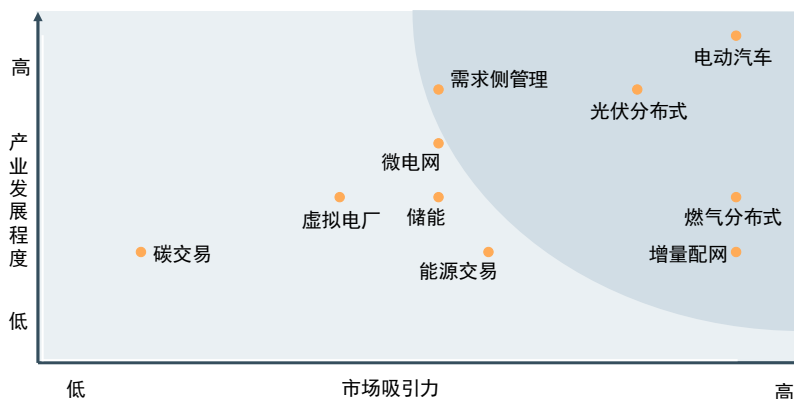 高
电动汽车
需求侧管理
光伏分布式
产业发展程度
微电网
虚拟电厂
储能
燃气分布式
碳交易
能源交易
增量配网
低
低
市场吸引力
高